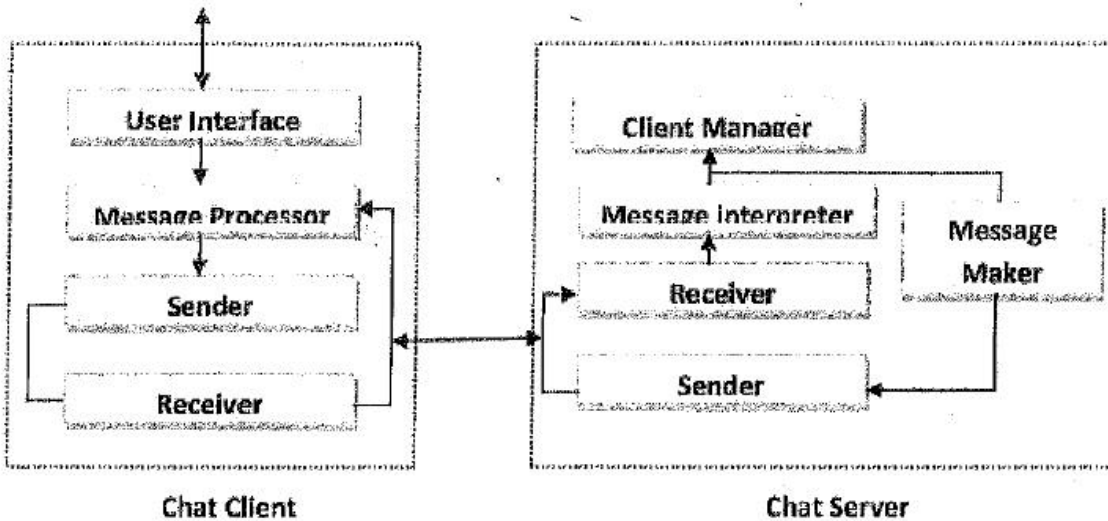 User Interface
Message Processor
Sender
Receiver
Chat Client
Client Manager
Message Interpreter
Message
Maker
Receiver
Sender
Chat Server